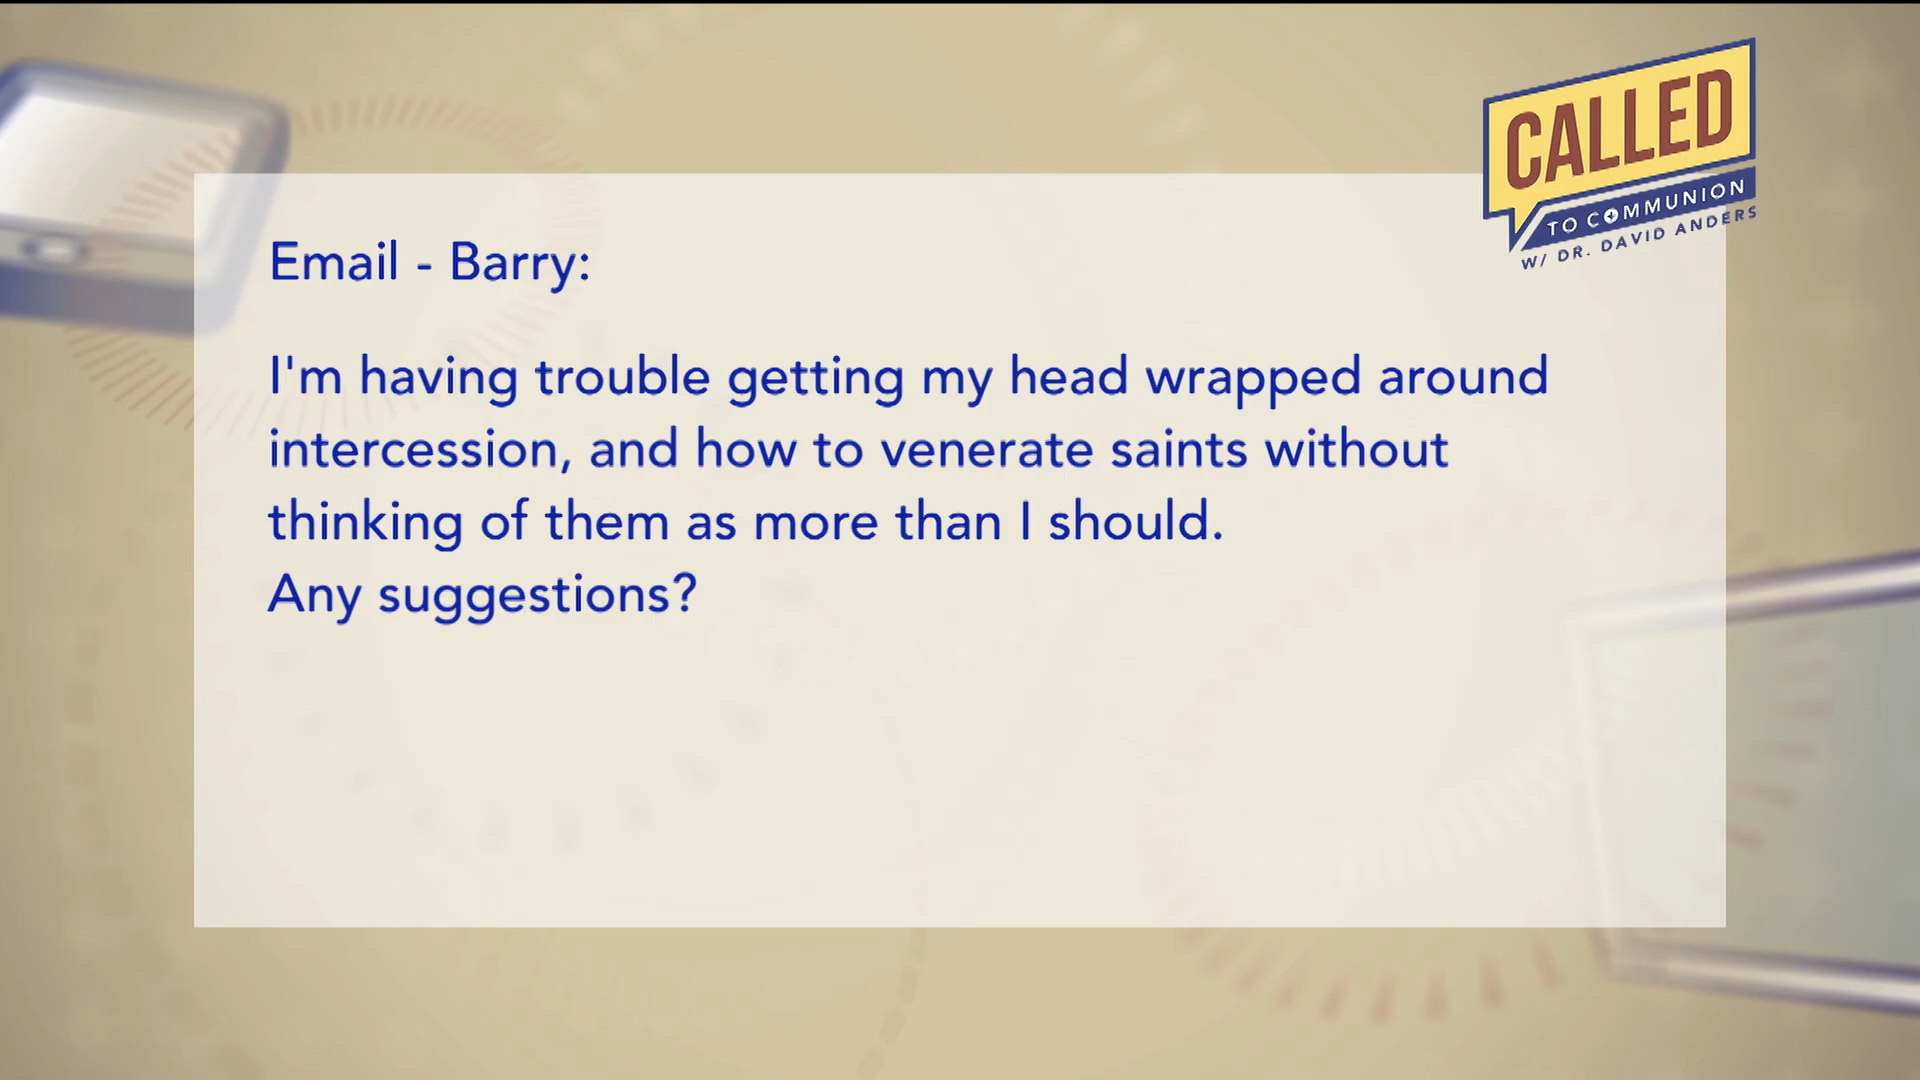 CALLED
TO COMMUNION
W/ DR. DAVID ANDERS
Email - Barry:
I'm having trouble getting my head wrapped around
intercession, and how to venerate saints without
thinking of them as more than I should.
Any suggestions?